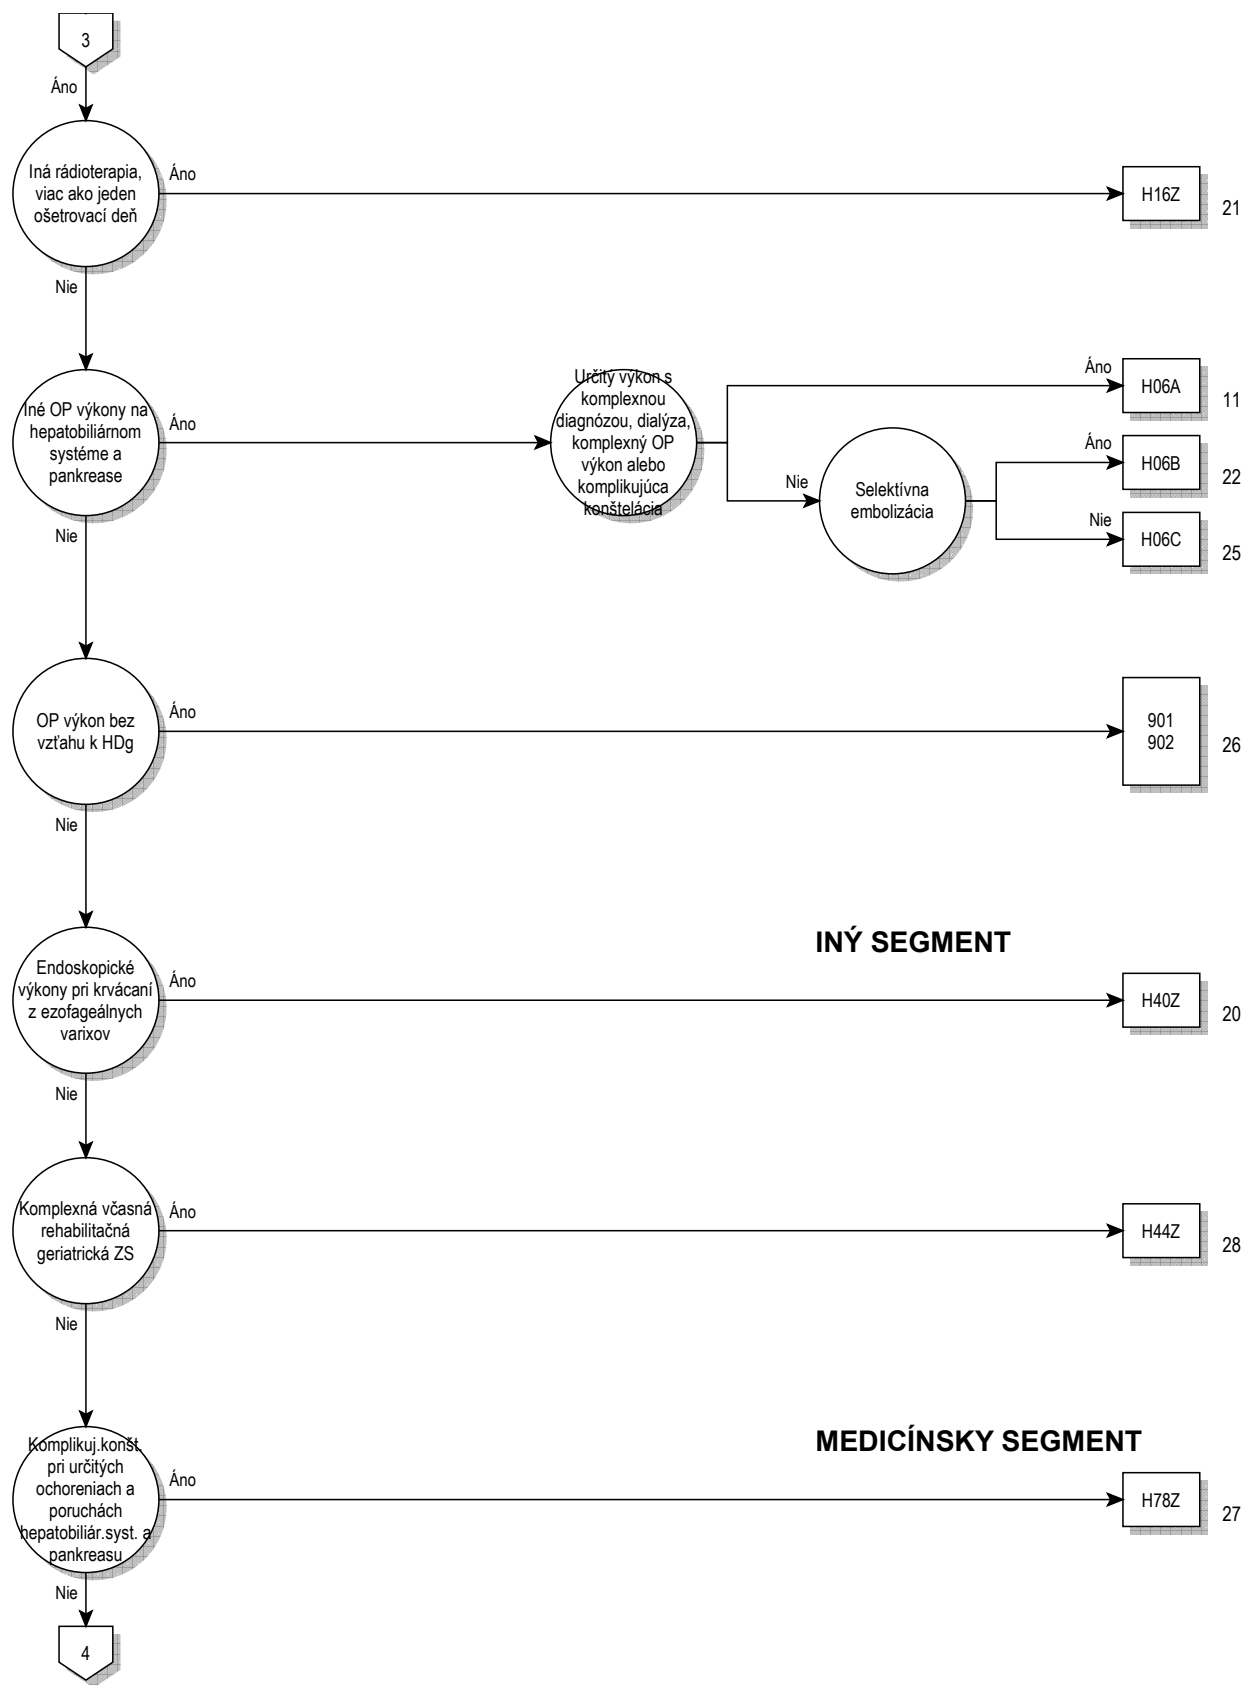 3
Áno
Iná rádioterapia,
viac ako jeden
ošetrovací deň
Áno
H16Z
21
Nie
Iné OP výkony na
hepatobiliárnom
systéme a
pankrease
Áno
Určitý výkon s
komplexnou
diagnózou, dialýza,
komplexný OP
výkon alebo
komplikujúca
konštelácia
Áno
H06A
11
Nie
Selektívna
embolizácia
Áno
H06B
22
Nie
H06C
25
Nie
OP výkon bez
vzťahu k HDg
Áno
901
902
26
Nie
INÝ SEGMENT
Endoskopické
výkony pri krvácaní
z ezofageálnych
varixov
Áno
H40Z
20
Nie
Komplexná včasná
rehabilitačná
geriatrická ZS
Áno
H44Z
28
Nie
MEDICÍNSKY SEGMENT
Komplikuj.konšt.
pri určitých
ochoreniach a
poruchách
hepatobiliár.syst. a
pankreasu
Áno
H78Z
27
Nie
4